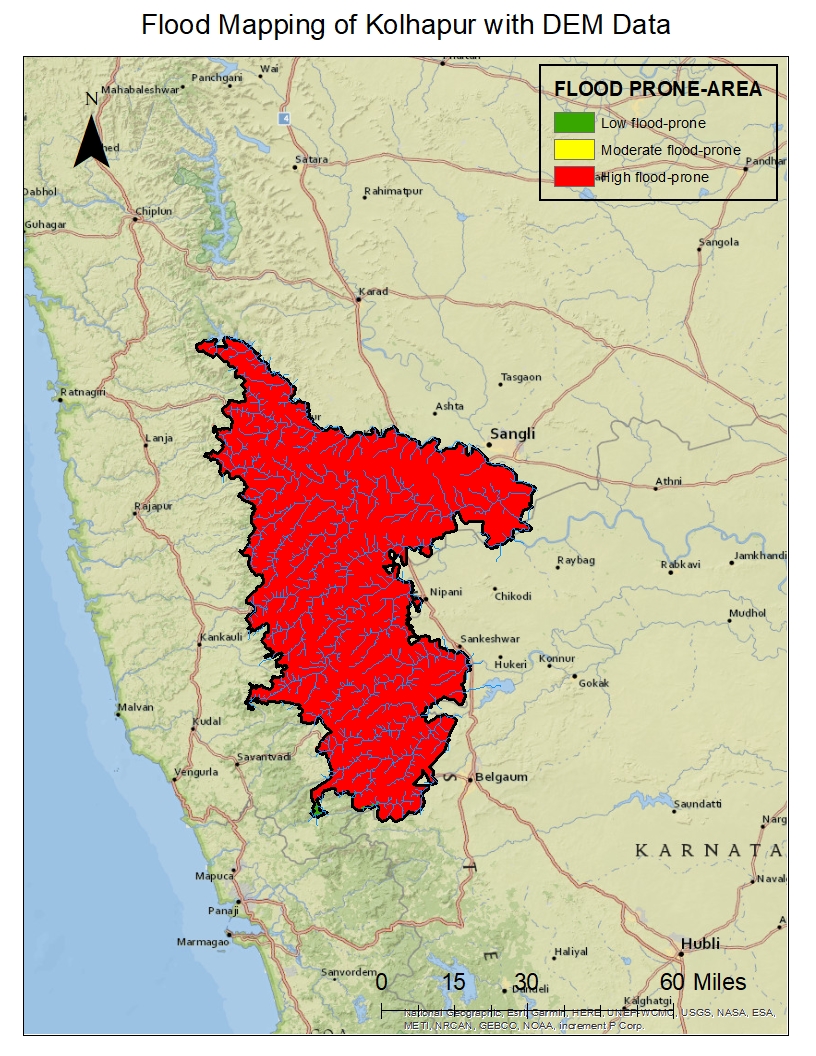 Flood Mapping of Kolhapur with DEM Data
FLOOD PRONE-AREA
Low flood-prone
Moderate flood-prone
High flood-prone
N
Wai
Panchgani
Mahabaleshwar
Satara
Rahimatpur
Pandhar
Dabhol
Guhagar
Chiplun
Sangola
4
Karad
Tasgaon
Ratnagiri
Ashta
Sangli
Lanja
Athni
Rajapur
Raybag
Rabkavi
Jamkhandi
Nipani
Chikodi
Mudhol
Kankauli
Sankeshwar
Hukeri
Konnur
Gokak
Malvan
Kudal
Savantvadi
Vengurla
Belgaum
S
Saundatti
Narg
KARNATA
T
Mapuca
Naval
Panaji
Marmagao
Hubli
E
Haliyal
Sanvordem
Dandeli
Kalghatgi
0 15 30 60 Miles
National Geographic, Esri, Garmin, HERE, UNEP-WCMC, USGS, NASA, ESA,
METI, NRCAN, GEBCO, NOAA, increment P Corp.